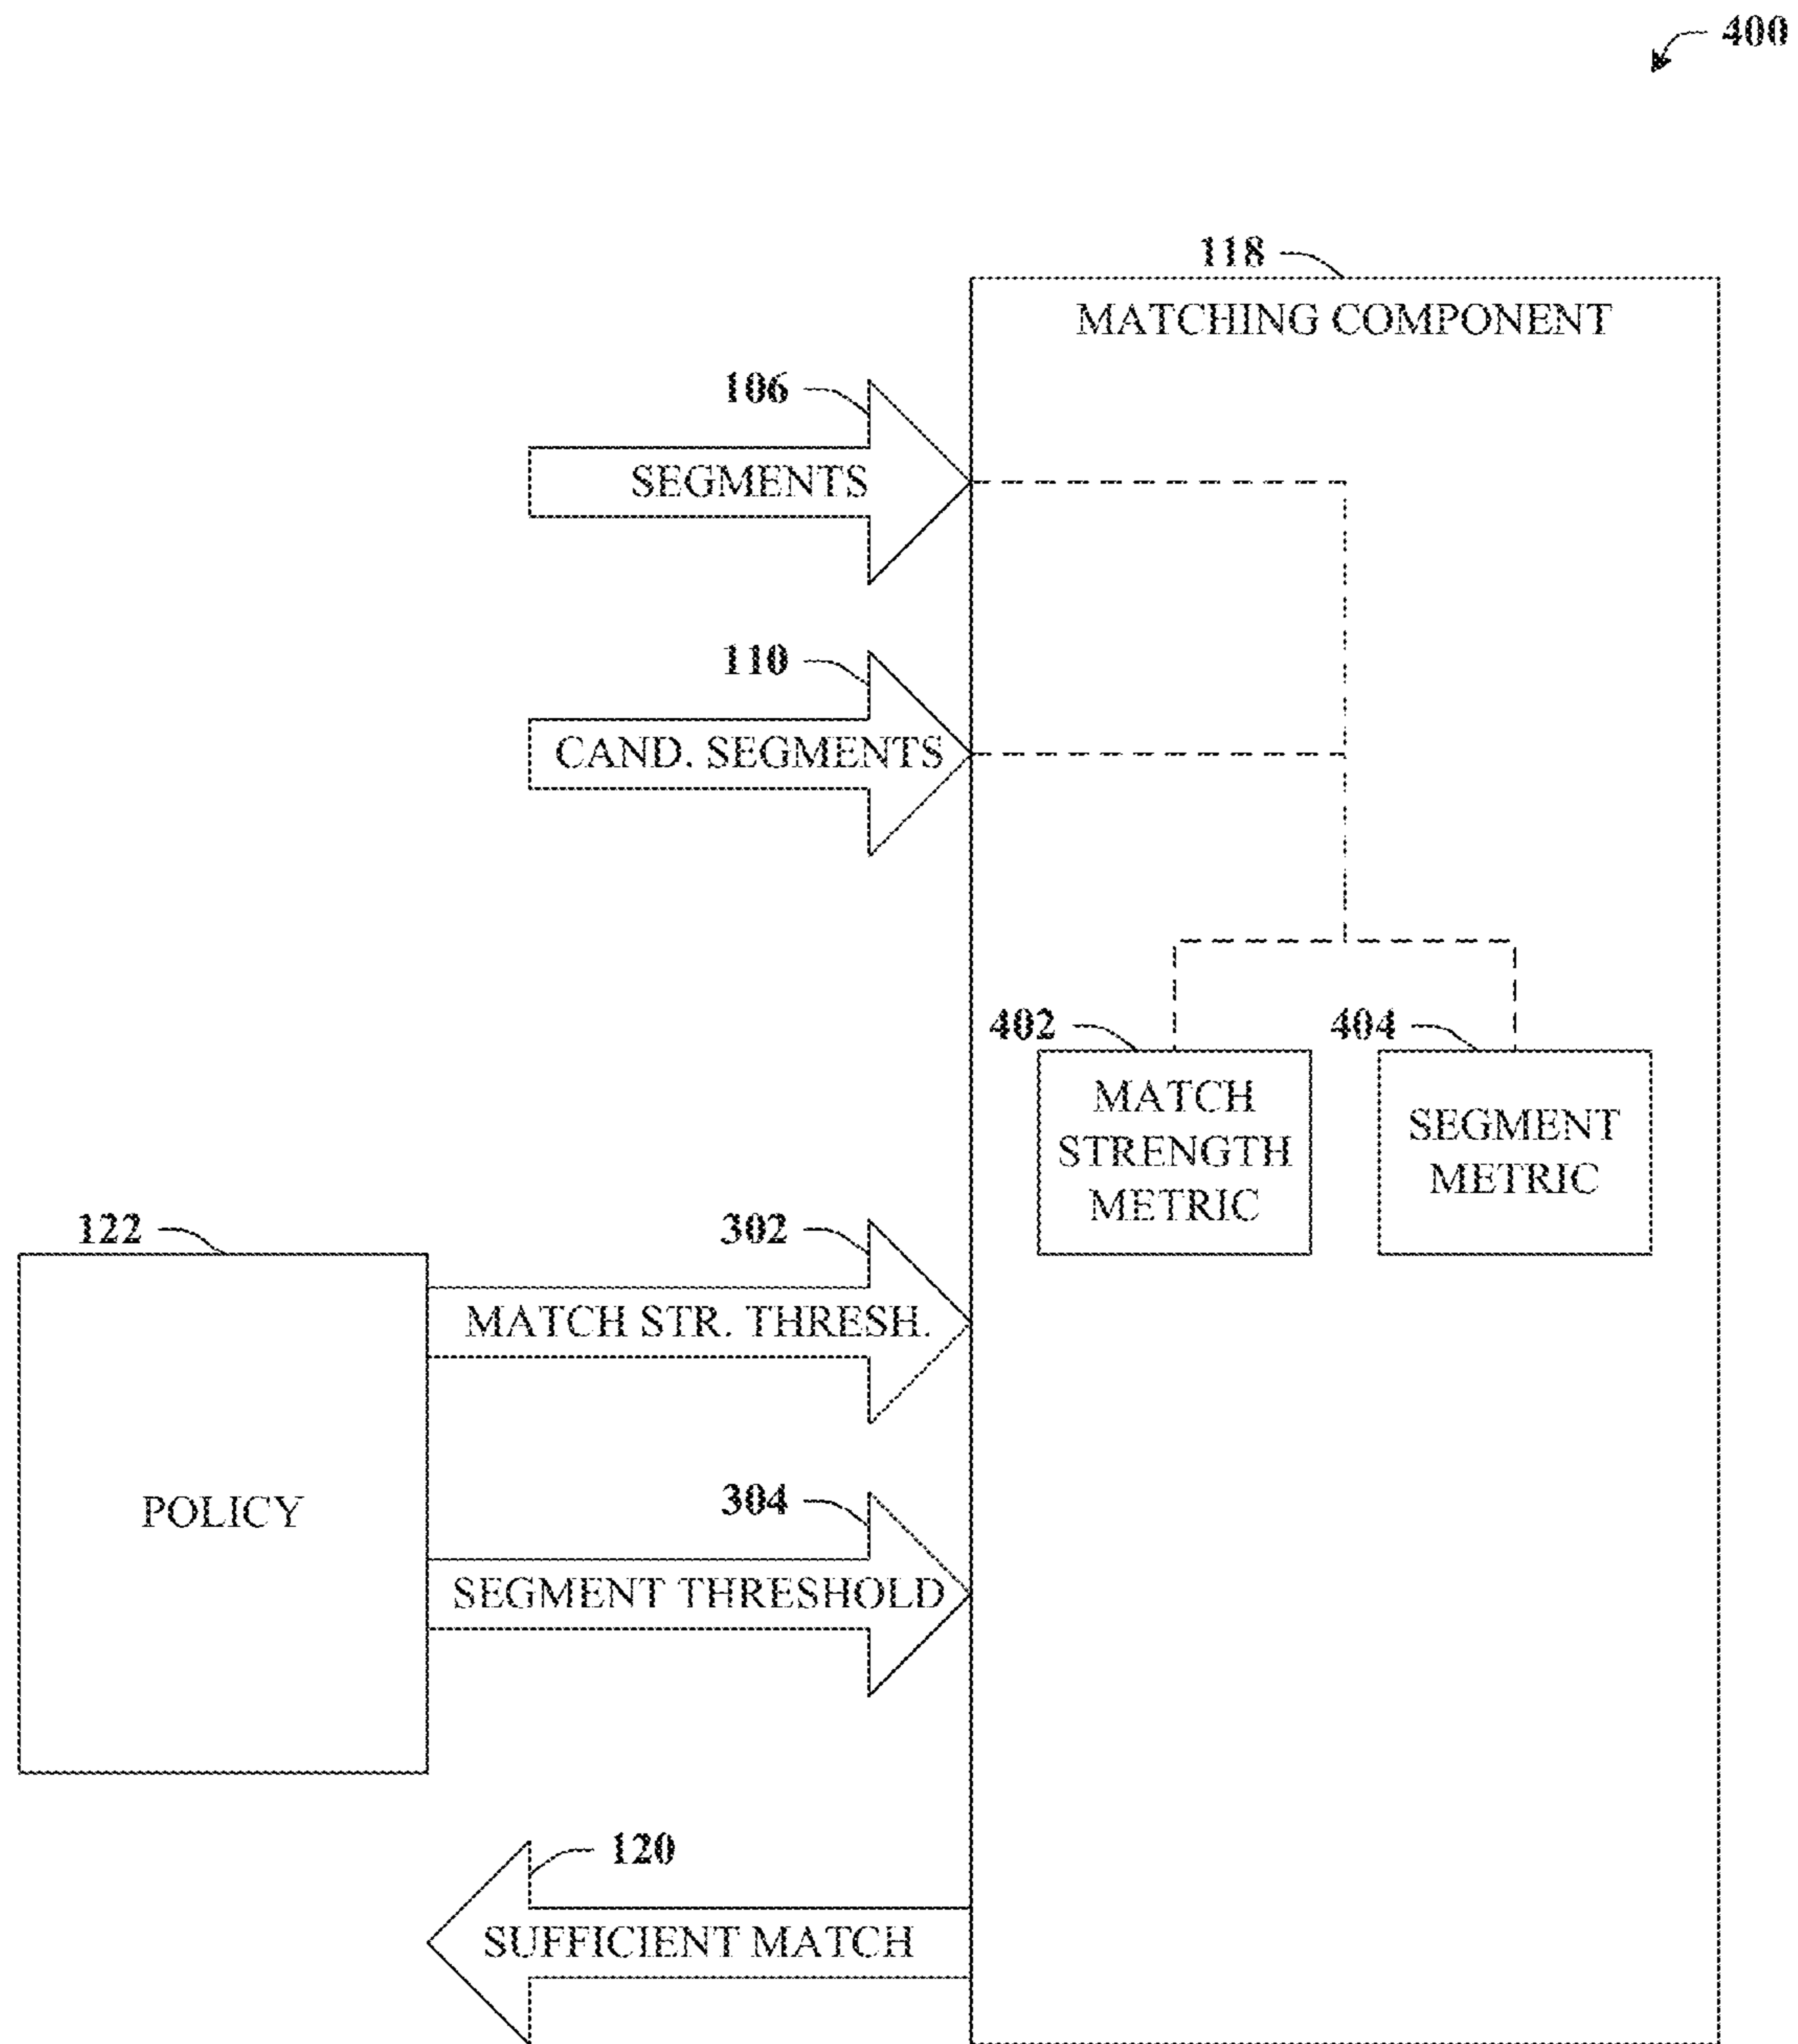 400
118
MATCHING COMPONENT
106
SEGMENTS
110
CAND. SEGMENTS
402
404
MATCH
STRENGTH
METRIC
SEGMENT
METRIC
122
302
MATCH STR. THRESH.
POLICY
304
SEGMENT THRESHOLD
120
SUFFICIENT MATCH